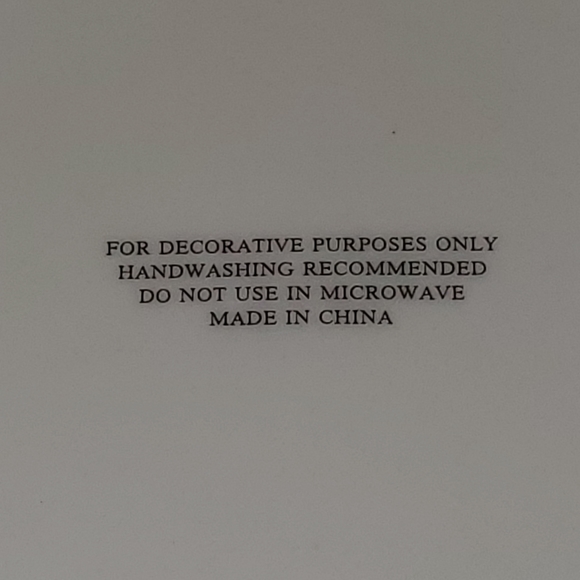 FOR DECORATIVE PURPOSES ONLY
HANDWASHING RECOMMENDED
DO NOT USE IN MICROWAVE
MADE IN CHINA